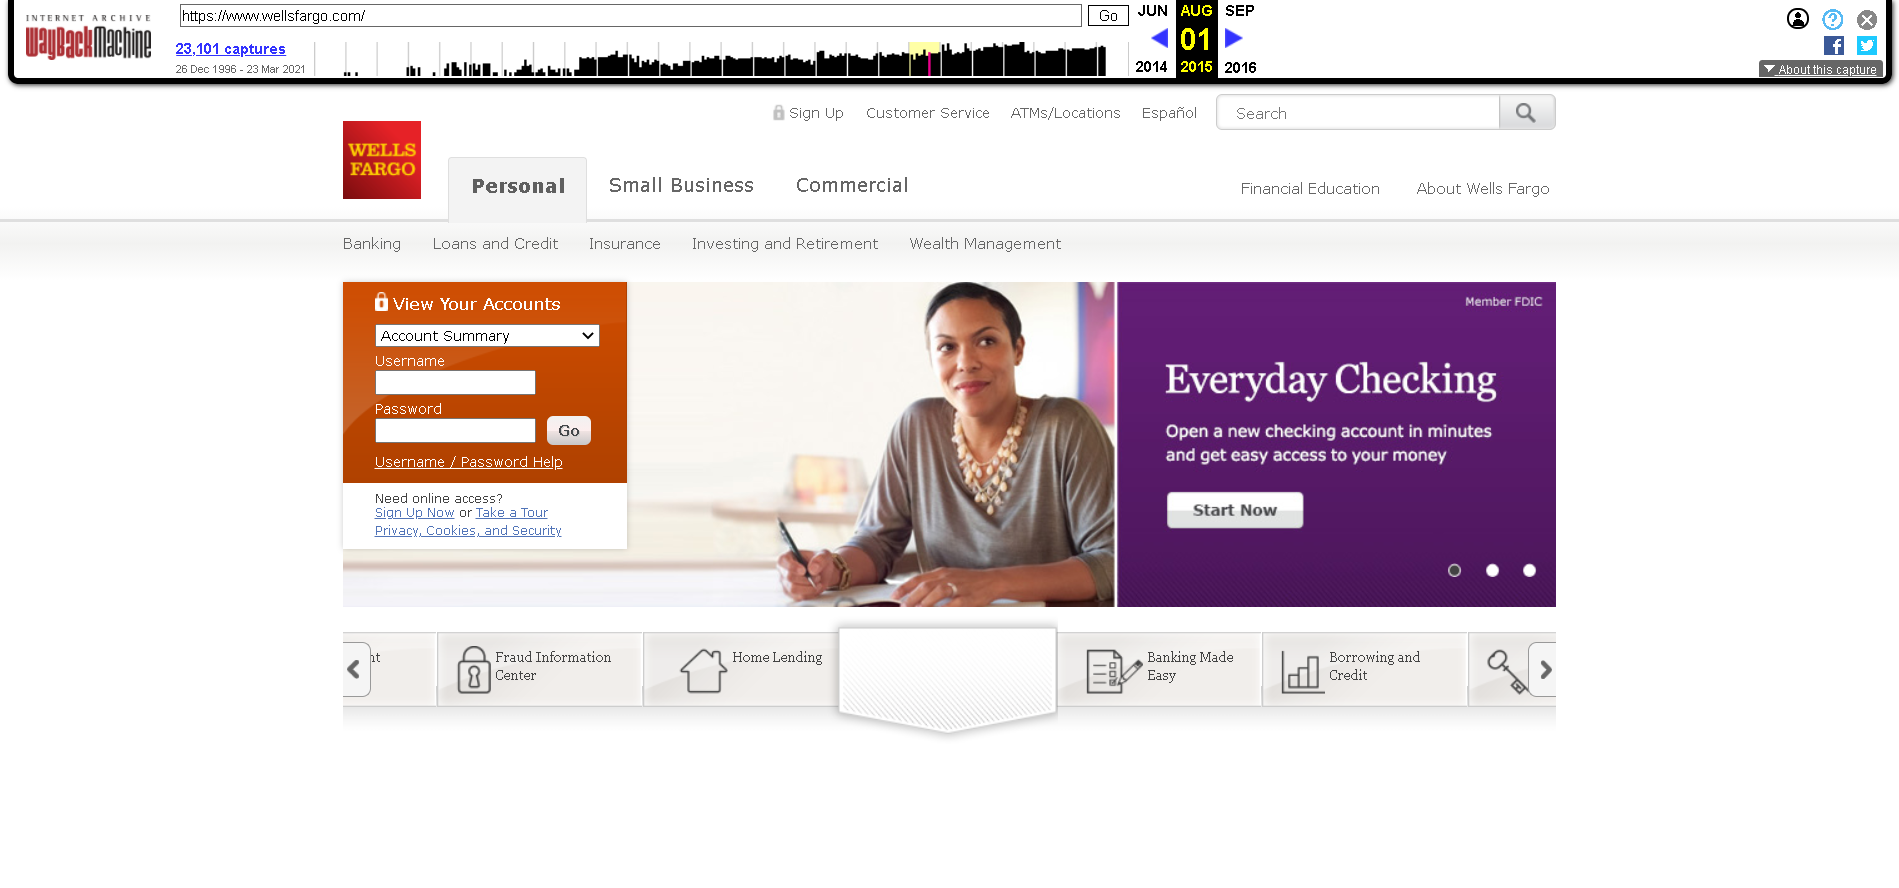 INTERNET ARCHIVE
WayBackMachine
https://www.wellsfargo.com/
Go
JUN AUG SEP
23,101 captures
01
26 Dec 1996 - 23 Mar 2021
2014 2015 2016
About this capture
Sign Up Customer Service ATMs/Locations Español Search
WELLS
FARGO
Personal Small Business Commercial
Financial Education About Wells Fargo
Banking Loans and Credit Insurance Investing and Retirement Wealth Management
View Your Accounts
Account Summary
Username
Password
Go
Username / Password Help
Need online access?
Sign Up Now or Take a Tour
Privacy, Cookies, and Security
Member FDIC
Everyday Checking
Open a new checking account in minutes
and get easy access to your money
Start Now
nt
Fraud Information
Center
Home Lending
Banking Made
Easy
Borrowing and
Credit